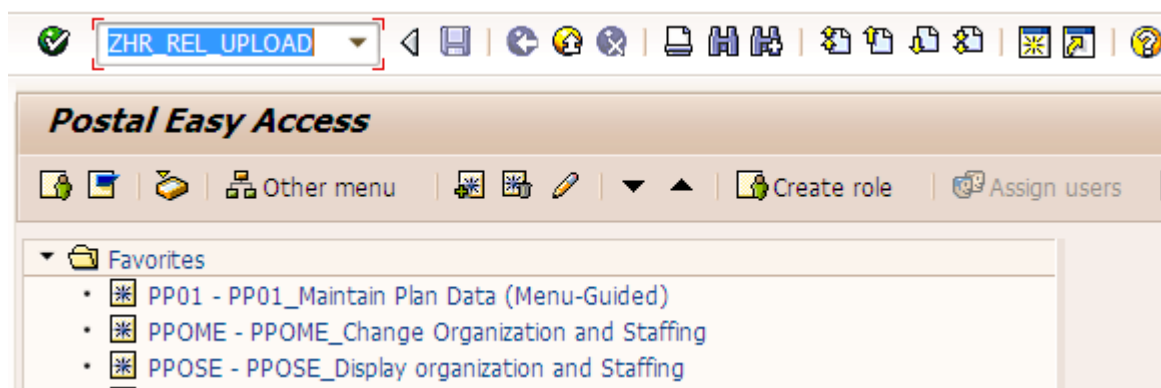 ZHR_REL_UPLOAD
Postal Easy Access
Other menu Create role Assign users
Favorites
PP01 - PP01_Maintain Plan Data (Menu-Guided)
PPOME - PPOME_Change Organization and Staffing
PPOSE - PPOSE_Display organization and Staffing